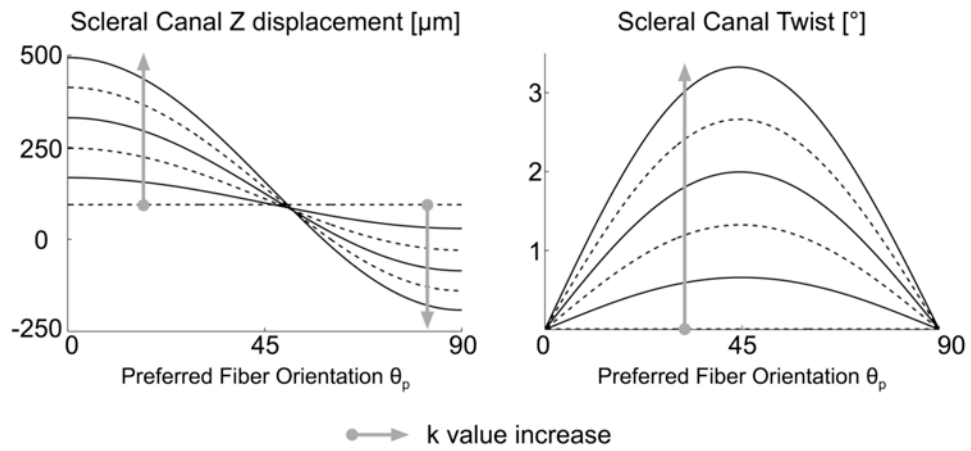 Scleral Canal Z displacement [μm]
500
250
0
-250
0
45
90
Preferred Fiber Orientation θp
Scleral Canal Twist [°]
3
2
1
0
45
90
Preferred Fiber Orientation θp
k value increase